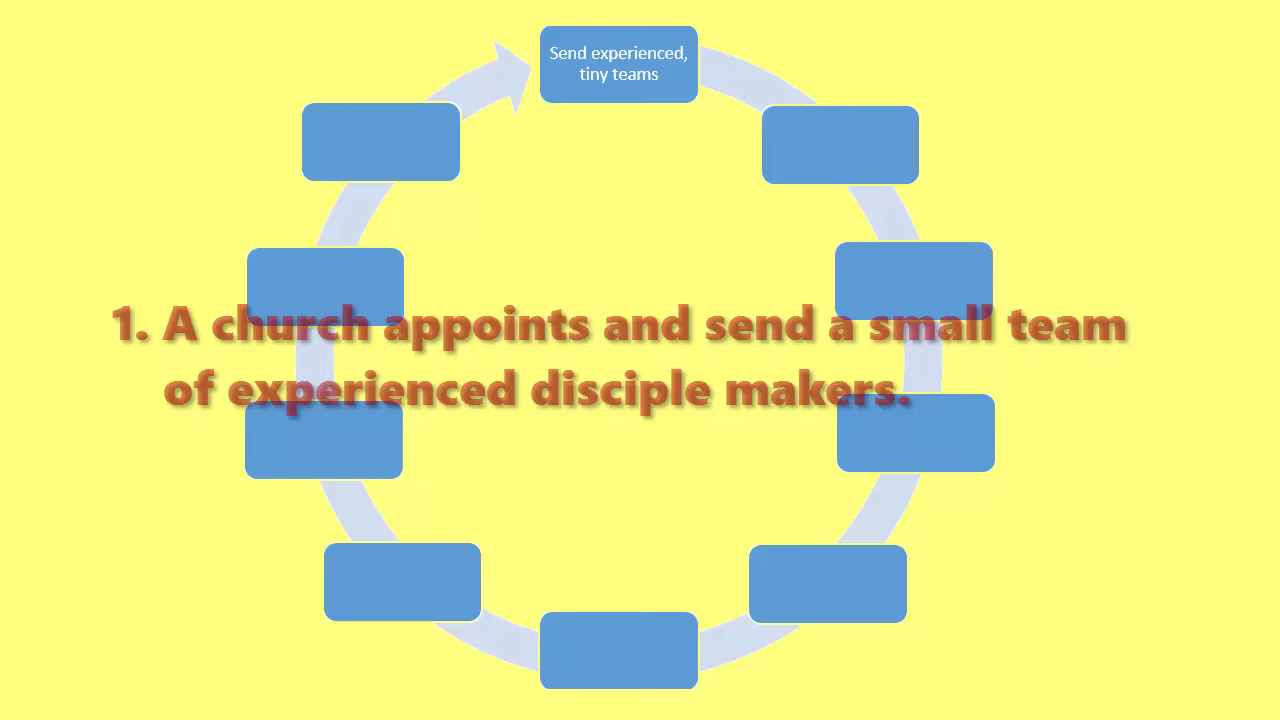 Send experienced,
tiny teams
1. A church appoints and send a small team
of experienced disciple makers.